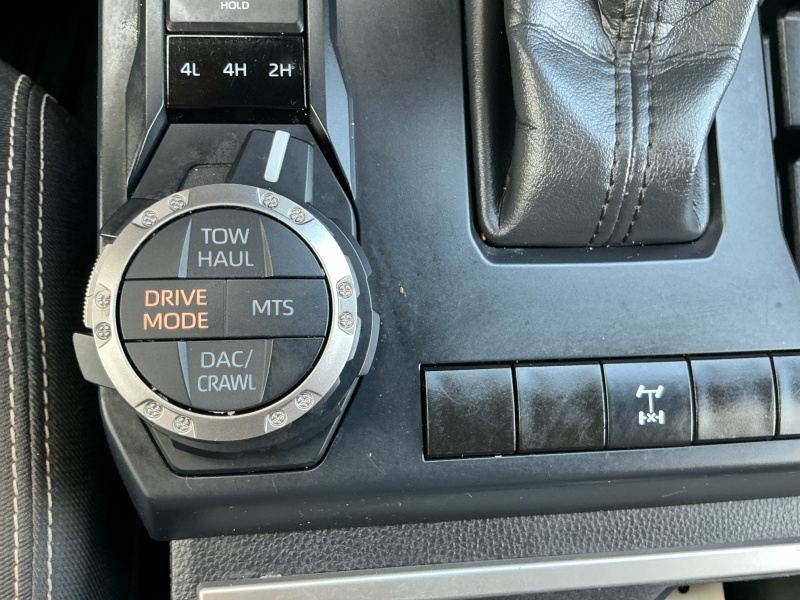 HOLD
4L 4H 2H
TOW
HAUL
DRIVE
MODE
MTS
DAC/
CRAWL